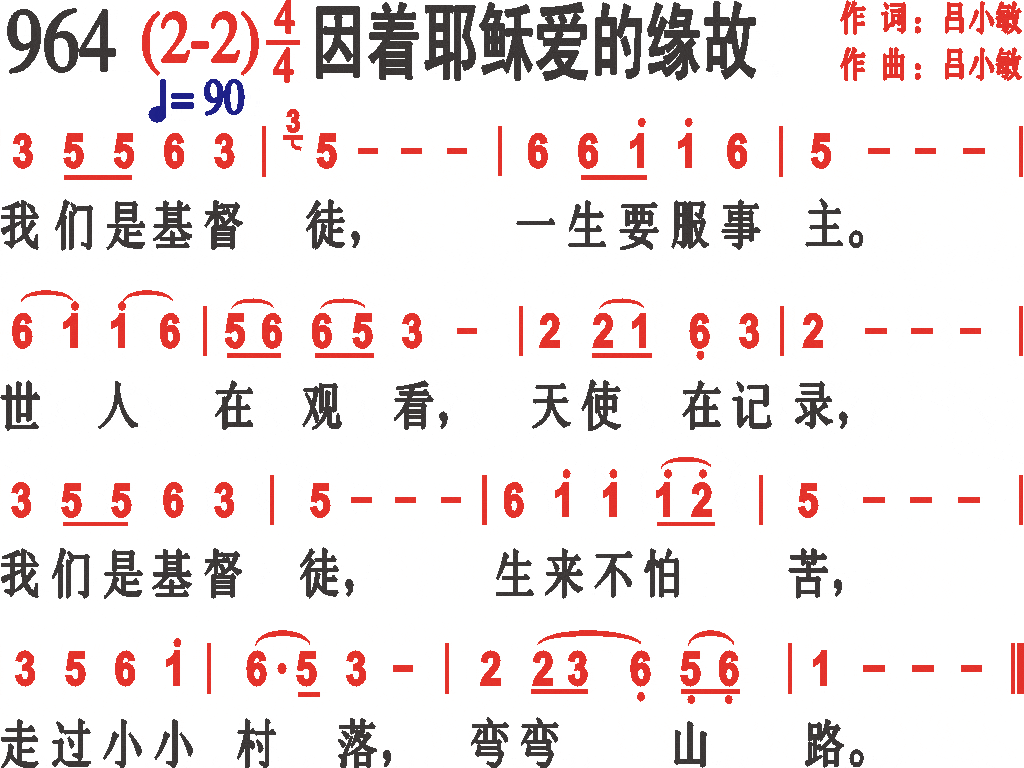 964 (2-2) 4/4 因着耶稣爱的缘故 作 词：吕小敏
♩= 90 作 曲：吕小敏
3 5 5 6 3 | 3 5 - - - | 6 6 1̇ 1̇ 6 | 5 - - - |
我们是基督 徒， 一生要服事 主。
6 1̇ 1̇ 6 | 5 6 6 5 3 - | 2 2 1 6̣ 3 | 2 - - - |
世 人 在 观 看， 天使 在记录，
3 5 5 6 3 | 5 - - - | 6 1̇ 1̇ 1̇ 2̇ | 5 - - - |
我们是基督 徒， 生来不怕 苦，
3 5 6 1̇ | 6· 5 3 - | 2 2 3 6̣ 5̣ 6̣ | 1 - - - ‖
走过小小 村 落， 弯弯 山 路。